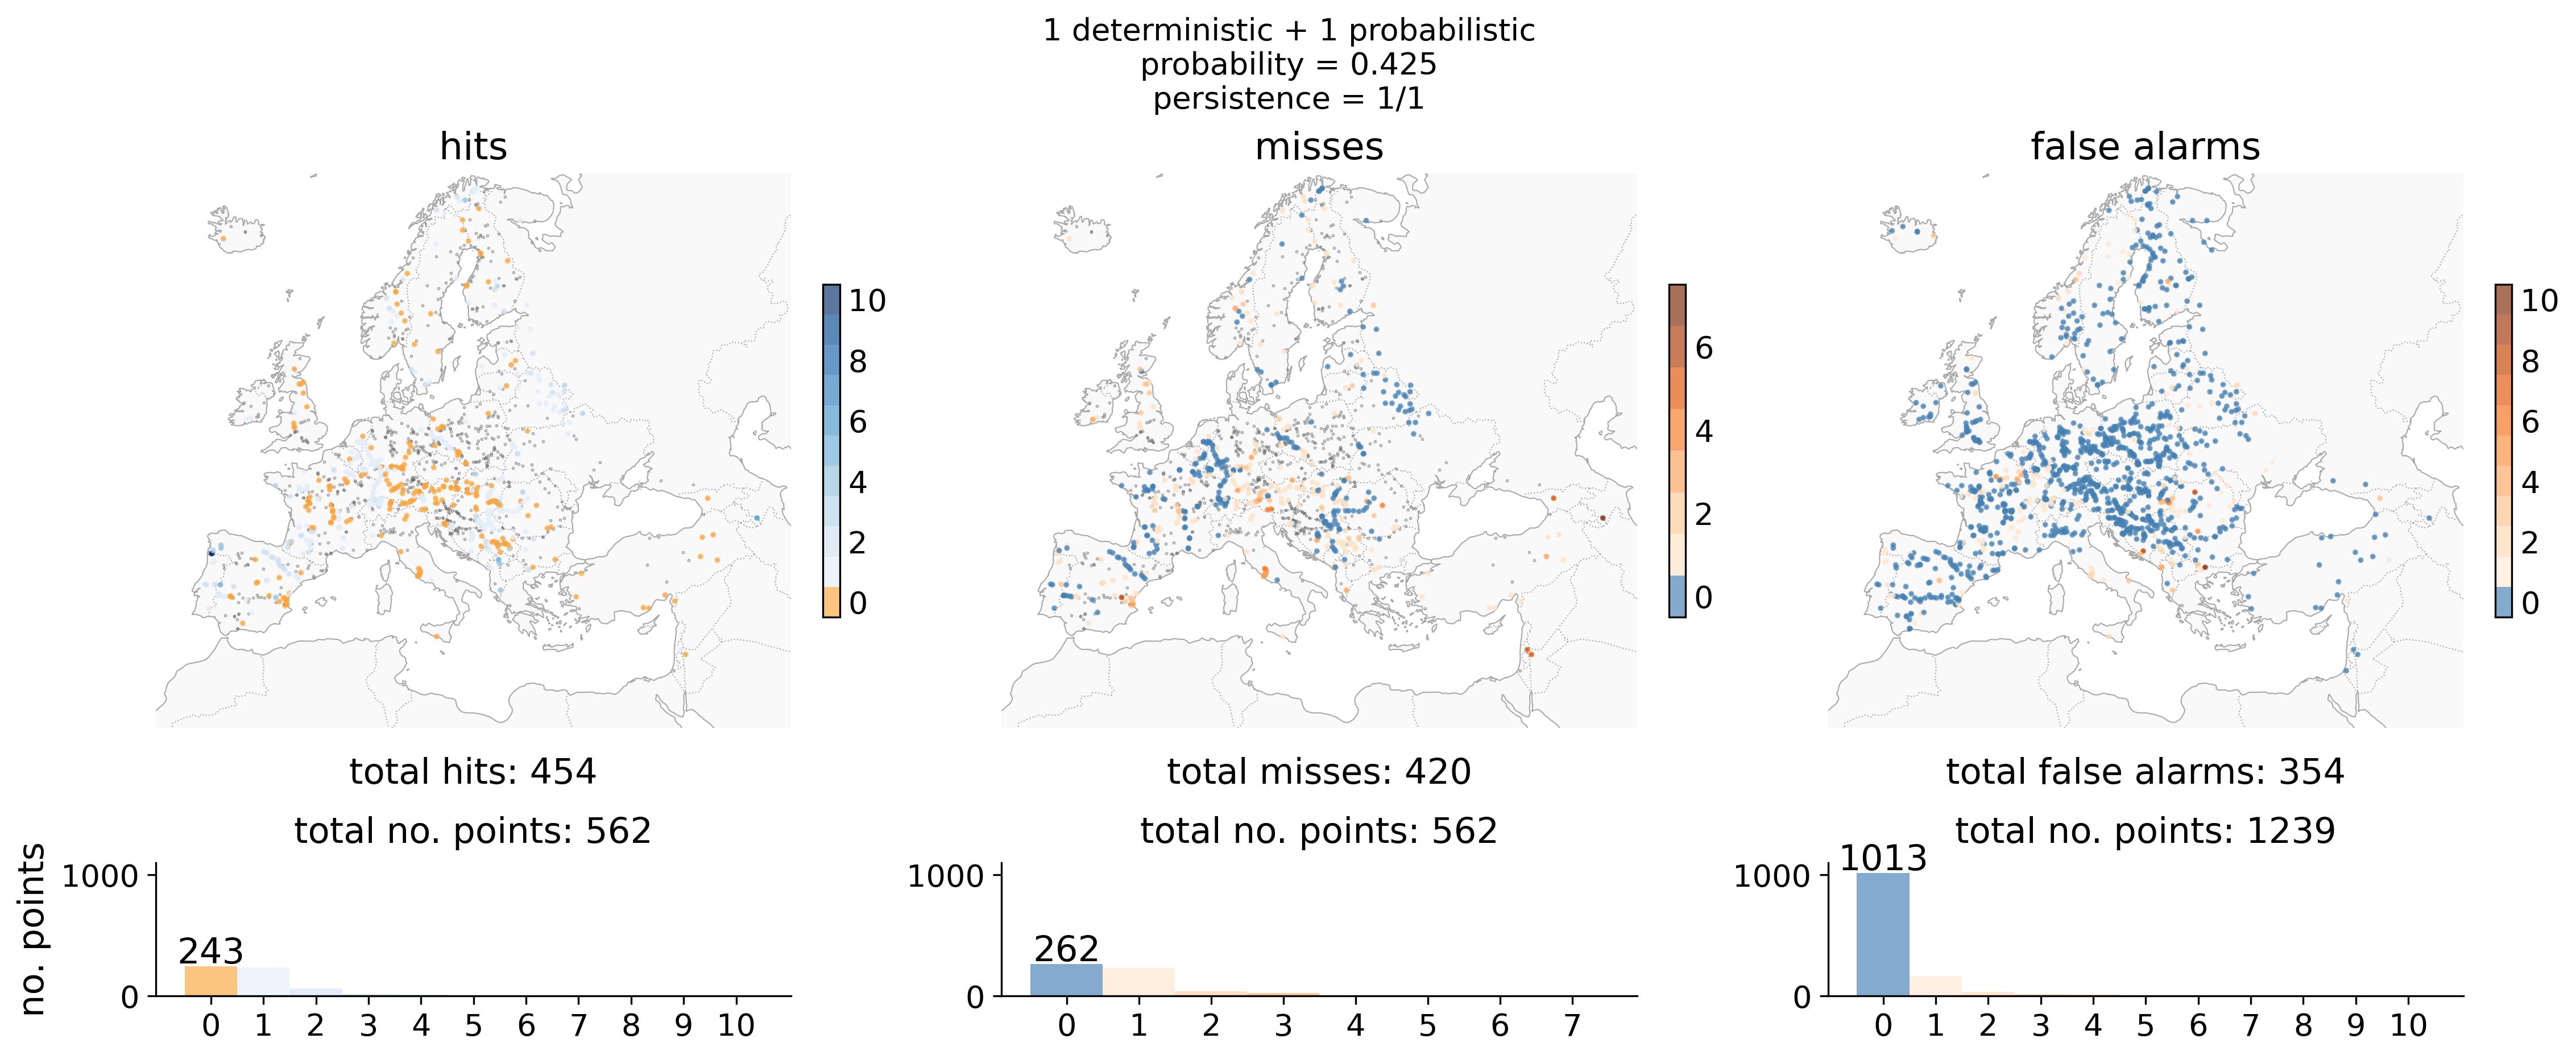 1 deterministic + 1 probabilistic
probability = 0.425
persistence = 1/1
hits
misses
false alarms
10
8
6
4
2
0
6
4
2
0
10
8
6
4
2
0
total hits: 454
total misses: 420
total false alarms: 354
total no. points: 562
total no. points: 562
total no. points: 1239
no. points
1000
0
243
0 1 2 3 4 5 6 7 8 9 10
1000
0
262
0 1 2 3 4 5 6 7
1000
0
1013
0 1 2 3 4 5 6 7 8 9 10